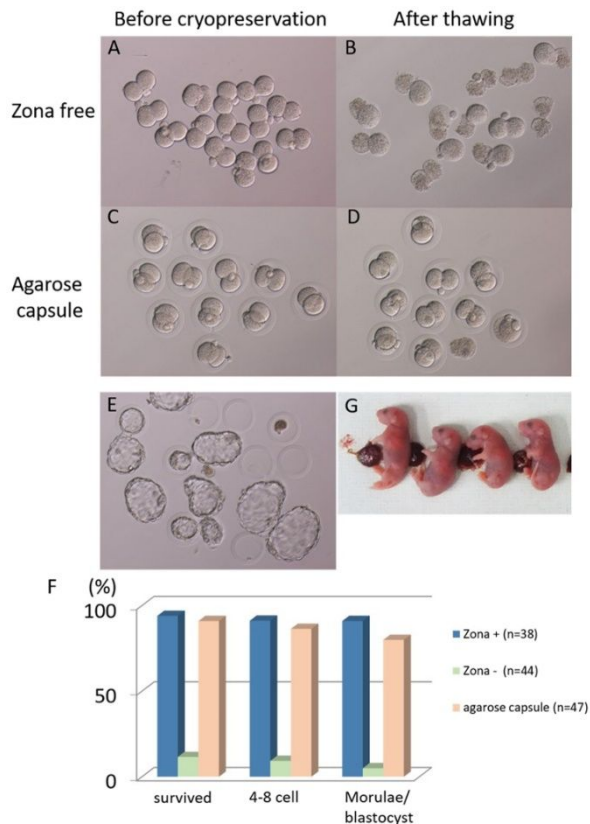 Before cryopreservation After thawing
A B
Zona free
C D
Agarose
capsule
E G
F (%)
100
Zona + (n=38)
50
Zona - (n=44)
agarose capsule (n=47)
0
survived 4-8 cell Morulae/
blastocyst